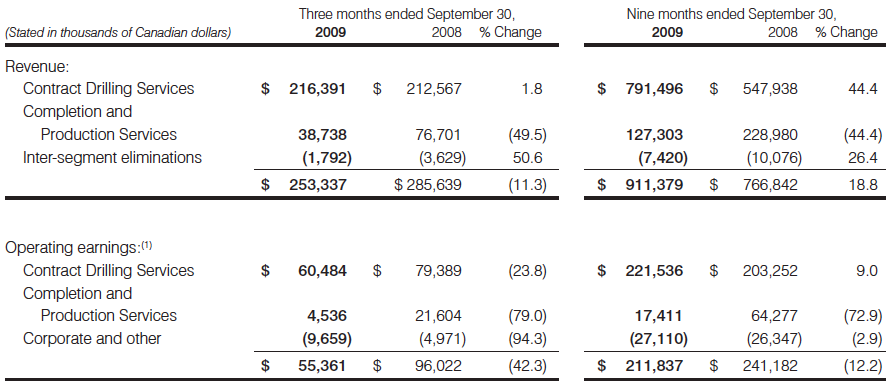 Three months ended September 30, Nine months ended September 30,
(Stated in thousands of Canadian dollars) 2009 2008 % Change 2009 2008 % Change
Revenue:
Contract Drilling Services $ 216,391 $ 212,567 1.8 $ 791,496 $ 547,938 44.4
Completion and
Production Services 38,738 76,701 (49.5) 127,303 228,980 (44.4)
Inter-segment eliminations (1,792) (3,629) 50.6 (7,420) (10,076) 26.4
$ 253,337 $ 285,639 (11.3) $ 911,379 $ 766,842 18.8
Operating earnings:(1)
Contract Drilling Services $ 60,484 $ 79,389 (23.8) $ 221,536 $ 203,252 9.0
Completion and
Production Services 4,536 21,604 (79.0) 17,411 64,277 (72.9)
Corporate and other (9,659) (4,971) (94.3) (27,110) (26,347) (2.9)
$ 55,361 $ 96,022 (42.3) $ 211,837 $ 241,182 (12.2)